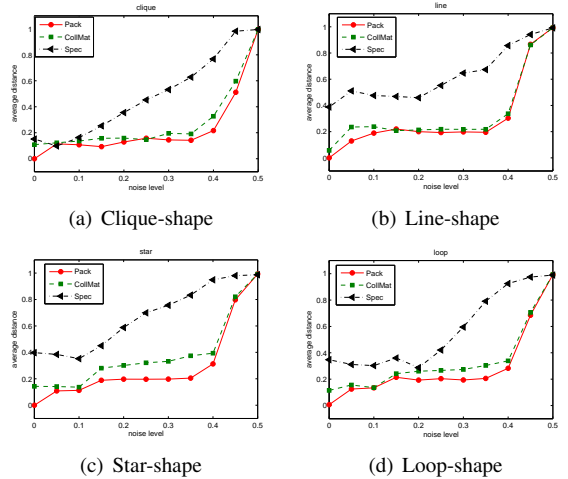 clique
Pack
CollMat
Spec
average distance
1
0.8
0.6
0.4
0.2
0
0 0.1 0.2 0.3 0.4 0.5
noise level
(a) Clique-shape
line
Pack
CollMat
Spec
average distance
1
0.8
0.6
0.4
0.2
0
0 0.1 0.2 0.3 0.4 0.5
noise level
(b) Line-shape
star
Pack
CollMat
Spec
average distance
1
0.8
0.6
0.4
0.2
0
0 0.1 0.2 0.3 0.4 0.5
noise level
(c) Star-shape
loop
Pack
CollMat
Spec
average distance
1
0.8
0.6
0.4
0.2
0
0 0.1 0.2 0.3 0.4 0.5
noise level
(d) Loop-shape